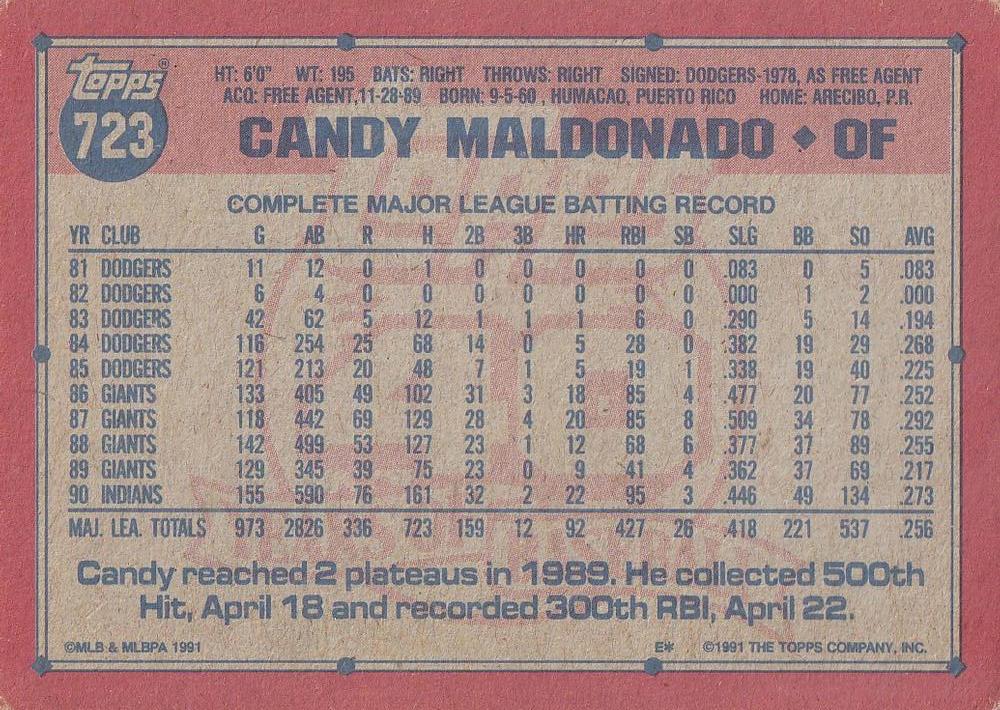 topps®
723
HT: 6'0" WT: 195 BATS: RIGHT THROWS: RIGHT SIGNED: DODGERS-1978, AS FREE AGENT
ACQ: FREE AGENT,11-28-89 BORN: 9-5-60 , HUMACAO, PUERTO RICO HOME: ARECIBO, P.R.
CANDY MALDONADO ◆ OF
COMPLETE MAJOR LEAGUE BATTING RECORD
YR CLUB G AB R H 2B 3B HR RBI SB SLG BB SO AVG
81 DODGERS 11 12 0 1 0 0 0 0 0 .083 0 5 .083
82 DODGERS 6 4 0 0 0 0 0 0 0 .000 1 2 .000
83 DODGERS 42 62 5 12 1 1 1 6 0 .290 5 14 .194
84 DODGERS 116 254 25 68 14 0 5 28 0 .382 19 29 .268
85 DODGERS 121 213 20 48 7 1 5 19 1 .338 19 40 .225
86 GIANTS 133 405 49 102 31 3 18 85 4 .477 20 77 .252
87 GIANTS 118 442 69 129 28 4 20 85 8 .509 34 78 .292
88 GIANTS 142 499 53 127 23 1 12 68 6 .377 37 89 .255
89 GIANTS 129 345 39 75 23 0 9 41 4 .362 37 69 .217
90 INDIANS 155 590 76 161 32 2 22 95 3 .446 49 134 .273
MAJ. LEA. TOTALS 973 2826 336 723 159 12 92 427 26 .418 221 537 .256
Candy reached 2 plateaus in 1989. He collected 500th
Hit, April 18 and recorded 300th RBI, April 22.
©MLB & MLBPA 1991 E* ©1991 THE TOPPS COMPANY, INC.